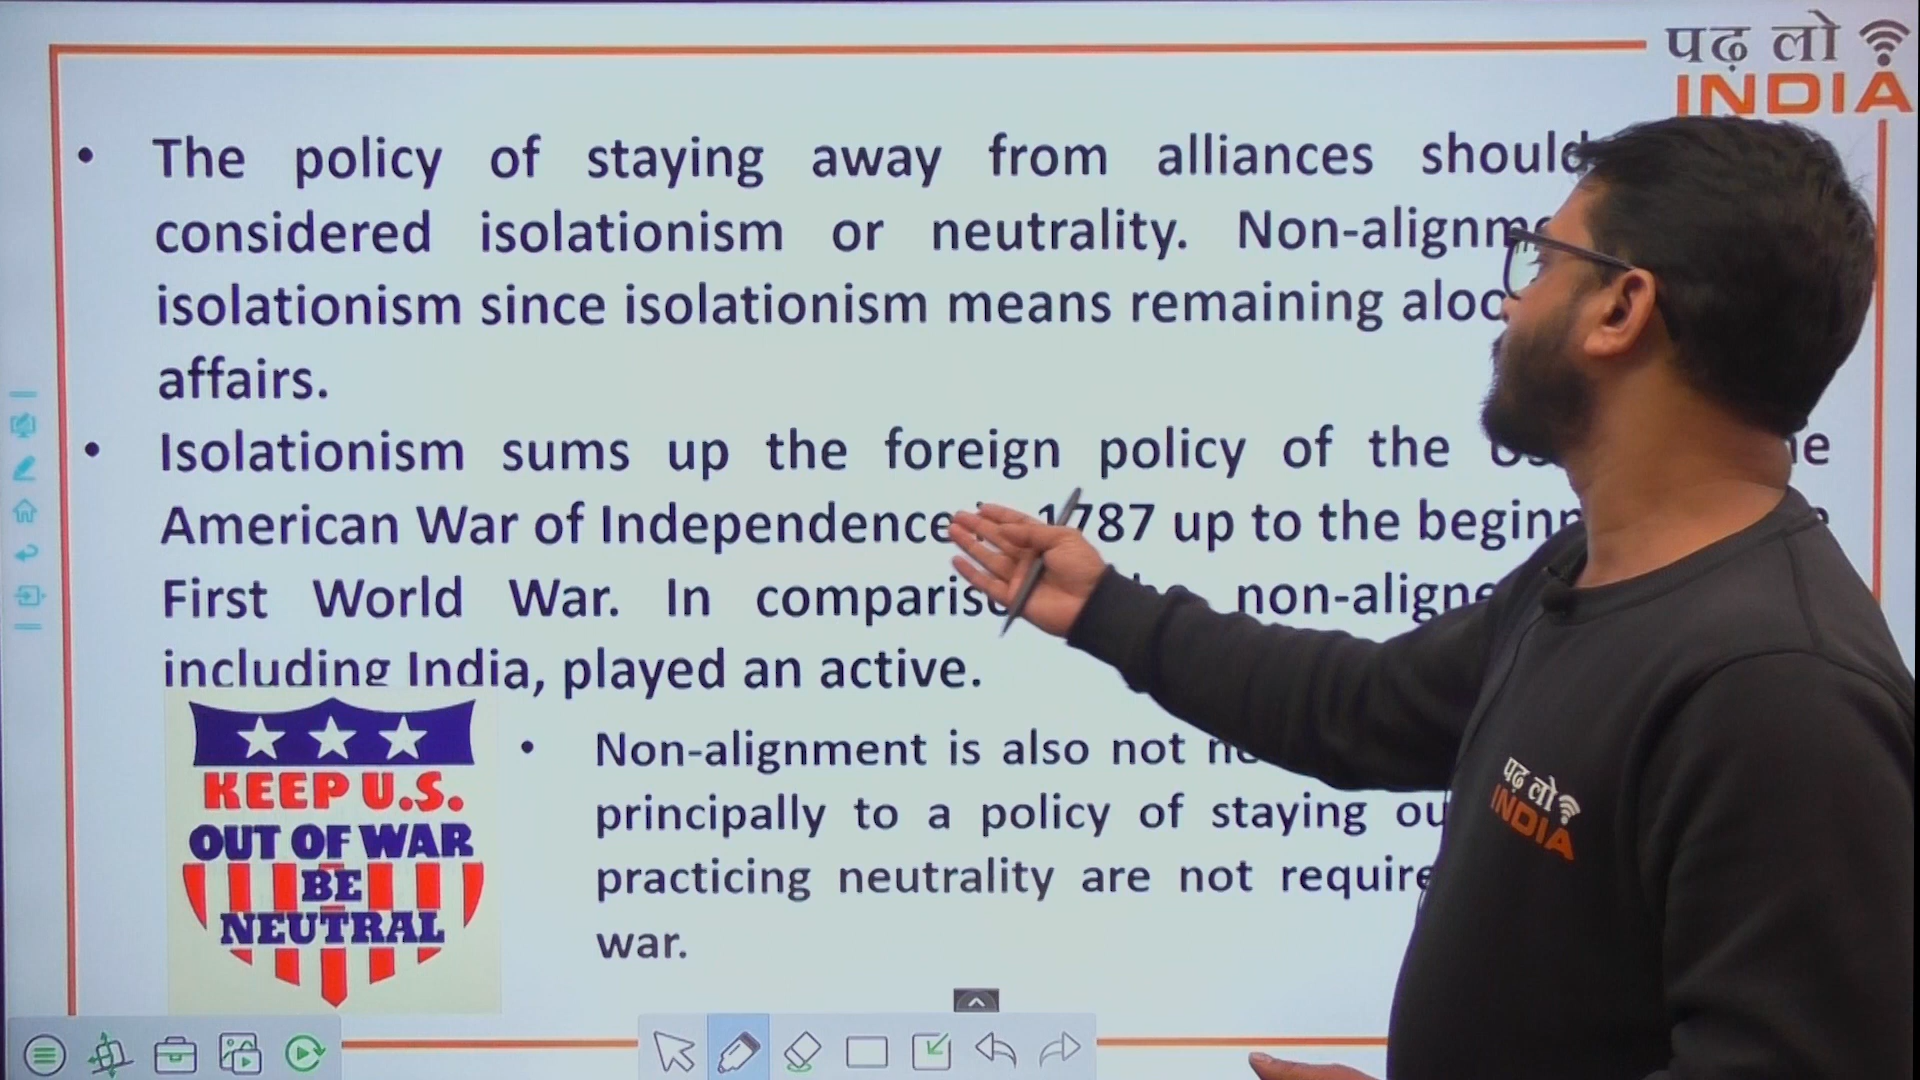 पढ़ लो
INDIA
• The policy of staying away from alliances should
considered isolationism or neutrality. Non-alignm
isolationism since isolationism means remaining aloo
affairs.
• Isolationism sums up the foreign policy of the
American War of Independence 1787 up to the beginn
First World War. In comparis non-aligne
including India, played an active.
KEEP U.S.
OUT OF WAR
BE
NEUTRAL
• Non-alignment is also not
principally to a policy of staying ou
practicing neutrality are not require
war.
पढ़ लो
INDIA